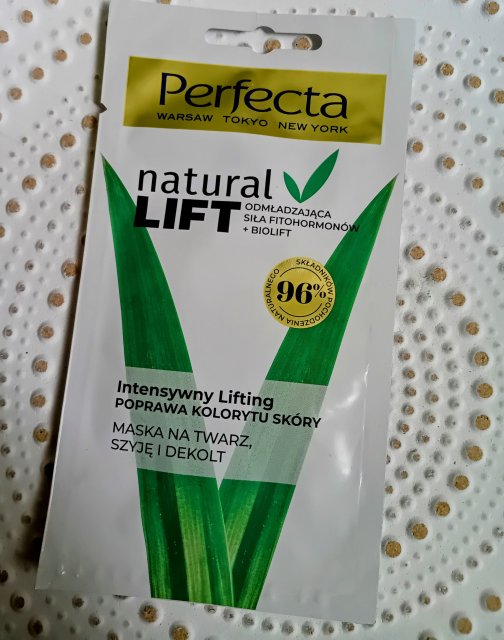 Perfecta
WARSAW TOKYO NEW YORK
natural
LIFT
ODMŁADZAJĄCA
SIŁA FITOHORMONÓW
+ BIOLIFT
96%
SKŁADNIKÓW POCHODZENIA NATURALNEGO
Intensywny Lifting
POPRAWA KOLORYTU SKÓRY
MASKA NA TWARZ,
SZYJĘ I DEKOLT